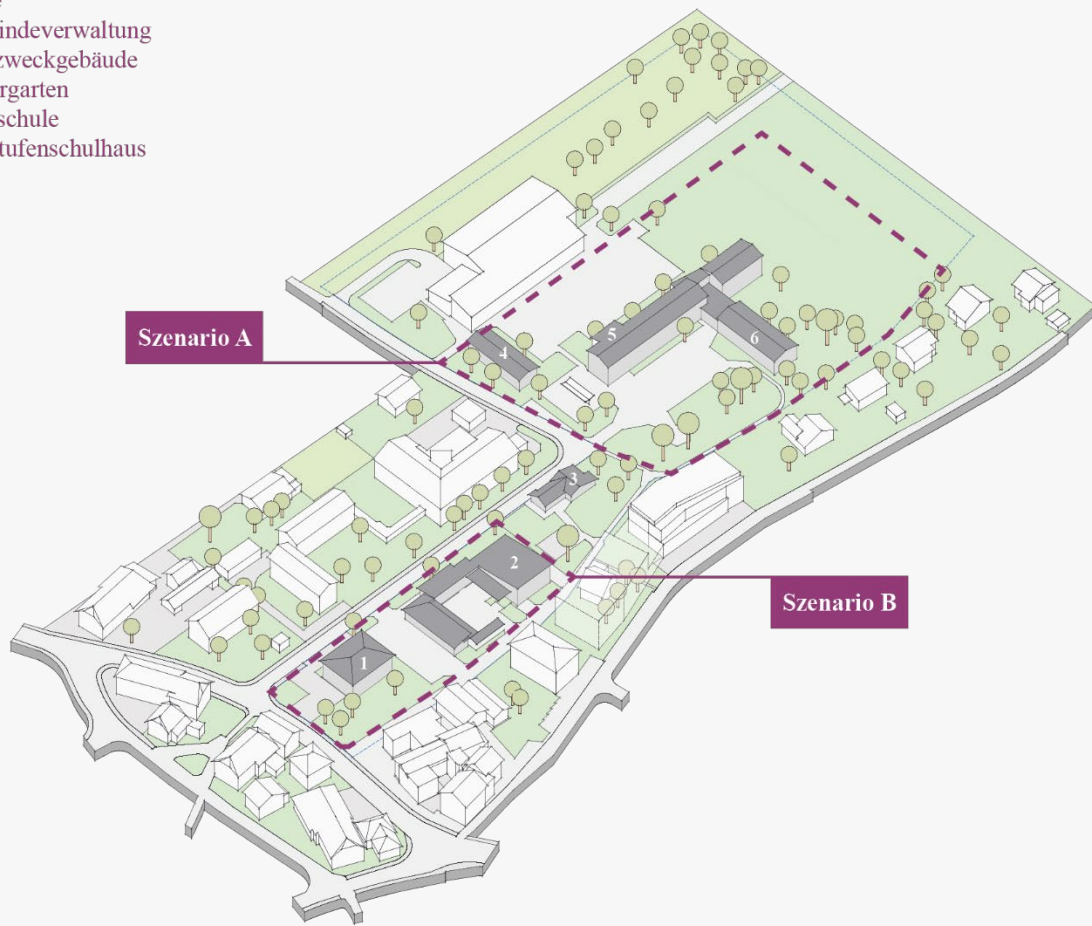 indeverwaltung
zweckgebäude
rgarten
schule
tufenschulhaus
Szenario A
4
5
6
3
2
Szenario B
1